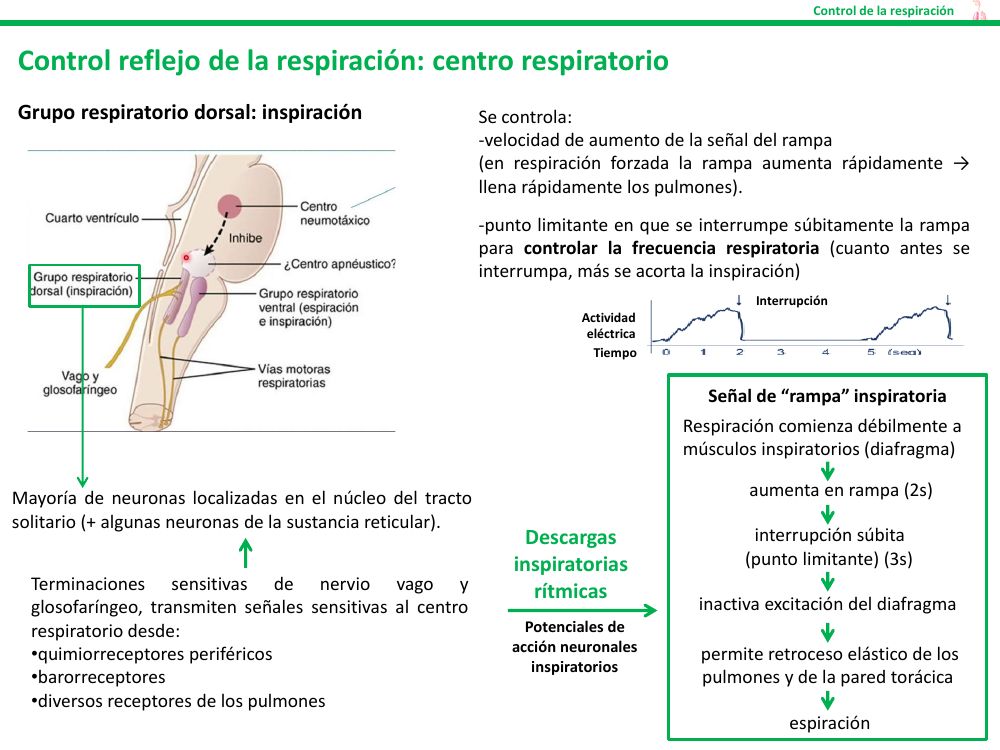 Control de la respiración
Control reflejo de la respiración: centro respiratorio
Grupo respiratorio dorsal: inspiración
Cuarto ventrículo
Centro
neumotáxico
Inhibe
¿Centro apnéustico?
Grupo respiratorio
dorsal (inspiración)
Grupo respiratorio
ventral (espiración
e inspiración)
Vías motoras
respiratorias
Vago y
glosofaríngeo
Mayoría de neuronas localizadas en el núcleo del tracto
solitario (+ algunas neuronas de la sustancia reticular).
Terminaciones sensitivas de nervio vago y
glosofaríngeo, transmiten señales sensitivas al centro
respiratorio desde:
•quimiorreceptores periféricos
•barorreceptores
•diversos receptores de los pulmones
Se controla:
-velocidad de aumento de la señal del rampa
(en respiración forzada la rampa aumenta rápidamente →
llena rápidamente los pulmones).
-punto limitante en que se interrumpe súbitamente la rampa
para controlar la frecuencia respiratoria (cuanto antes se
interrumpa, más se acorta la inspiración)
Interrupción
Actividad
eléctrica
Tiempo
0 1 2 3 4 5 (seg)
Descargas
inspiratorias
rítmicas
Potenciales de
acción neuronales
inspiratorios
Señal de “rampa” inspiratoria
Respiración comienza débilmente a
músculos inspiratorios (diafragma)
aumenta en rampa (2s)
interrupción súbita
(punto limitante) (3s)
inactiva excitación del diafragma
permite retroceso elástico de los
pulmones y de la pared torácica
espiración